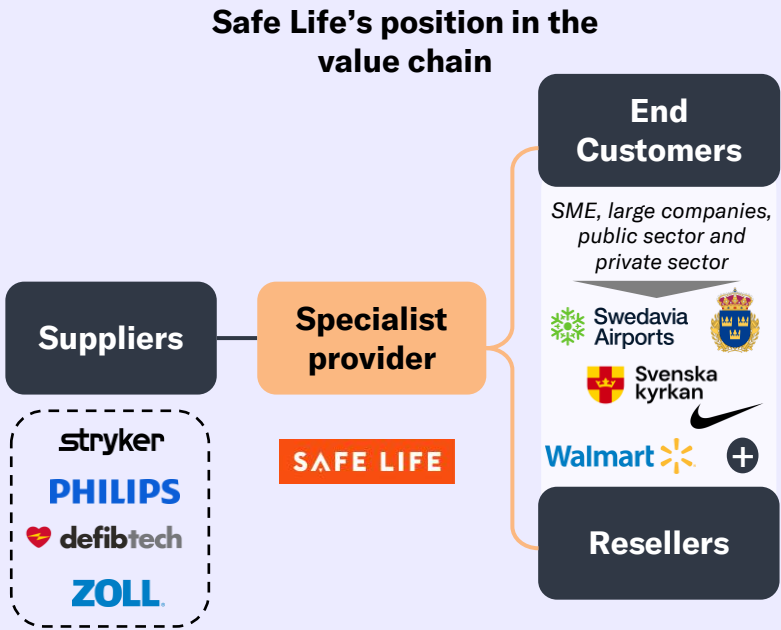 Safe Life’s position in the
value chain
Suppliers
stryker
PHILIPS
defibtech
ZOLL
Specialist
provider
SAFE LIFE
End
Customers
SME, large companies,
public sector and
private sector
Swedavia
Airports
Svenska
kyrkan
Walmart
Resellers